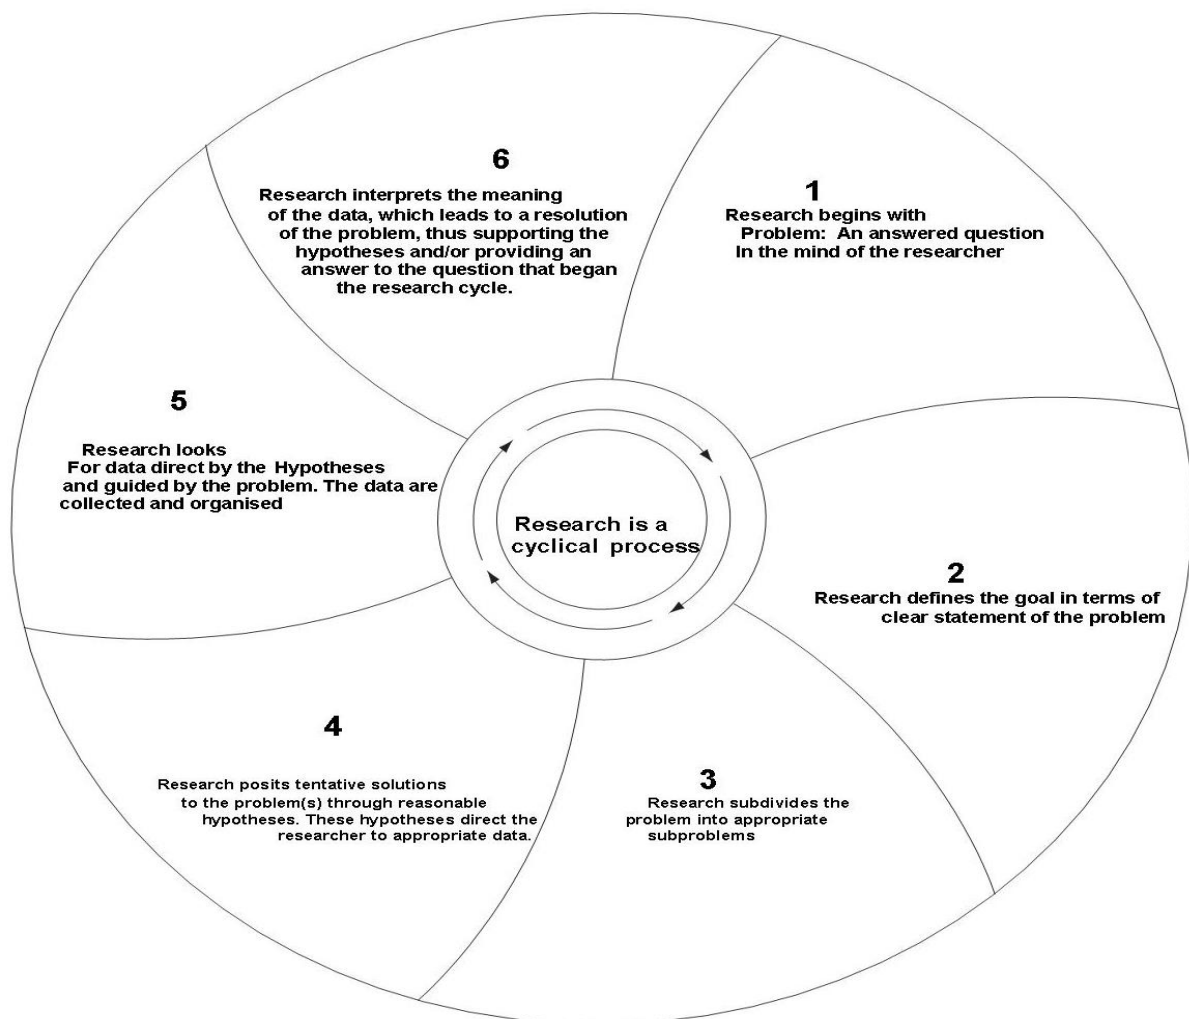 1
Research begins with
Problem: An answered question
In the mind of the researcher
2
Research defines the goal in terms of
clear statement of the problem
3
Research subdivides the
problem into appropriate
subproblems
4
Research posits tentative solutions
to the problem(s) through reasonable
hypotheses. These hypotheses direct the
researcher to appropriate data.
5
Research looks
For data direct by the Hypotheses
and guided by the problem. The data are
collected and organised
6
Research interprets the meaning
of the data, which leads to a resolution
of the problem, thus supporting the
hypotheses and/or providing an
answer to the question that began
the research cycle.
Research is a
cyclical process